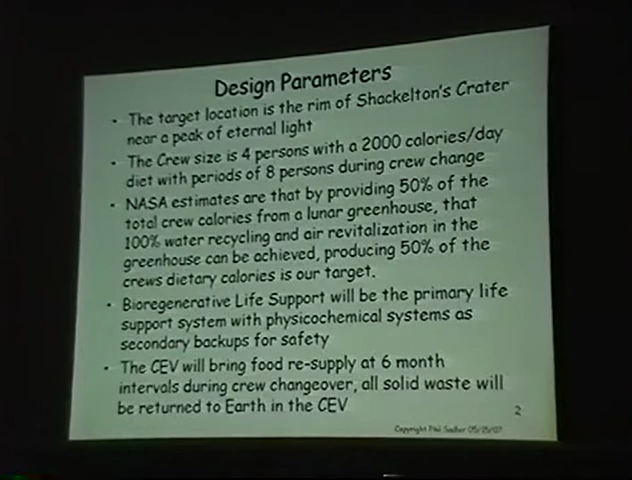 Design Parameters
• The target location is the rim of Shackelton's Crater
near a peak of eternal light
• The Crew size is 4 persons with a 2000 calories/day
diet with periods of 8 persons during crew change
• NASA estimates are that by providing 50% of the
total crew calories from a lunar greenhouse, that
100% water recycling and air revitalization in the
greenhouse can be achieved, producing 50% of the
crews dietary calories is our target.
• Bioregenerative Life Support will be the primary life
support system with physicochemical systems as
secondary backups for safety
• The CEV will bring food re-supply at 6 month
intervals during crew changeover, all solid waste will
be returned to Earth in the CEV
2
Copyright Phil Sadler 05/25/07